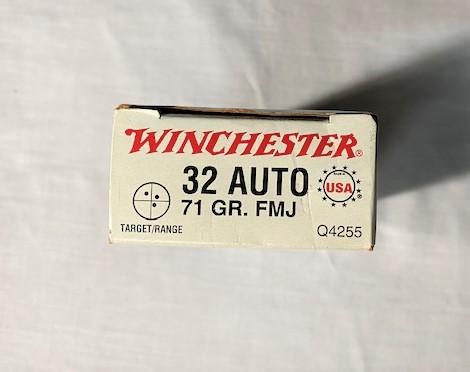 WINCHESTER®
32 AUTO
71 GR. FMJ
USA®
TARGET/RANGE
Q4255